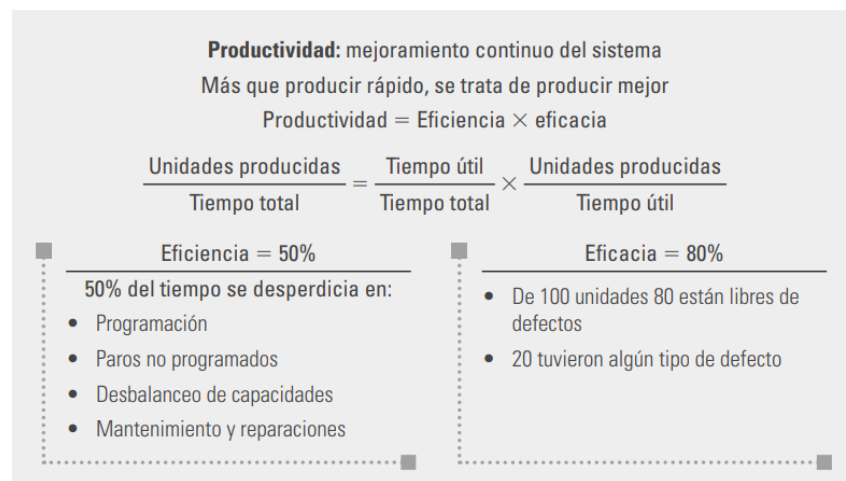 Productividad: mejoramiento continuo del sistema
Más que producir rápido, se trata de producir mejor
Productividad = Eficiencia × eficacia
Unidades producidas / Tiempo total = Tiempo útil / Tiempo total × Unidades producidas / Tiempo útil
Eficiencia = 50%
50% del tiempo se desperdicia en:
• Programación
• Paros no programados
• Desbalanceo de capacidades
• Mantenimiento y reparaciones
Eficacia = 80%
• De 100 unidades 80 están libres de
defectos
• 20 tuvieron algún tipo de defecto